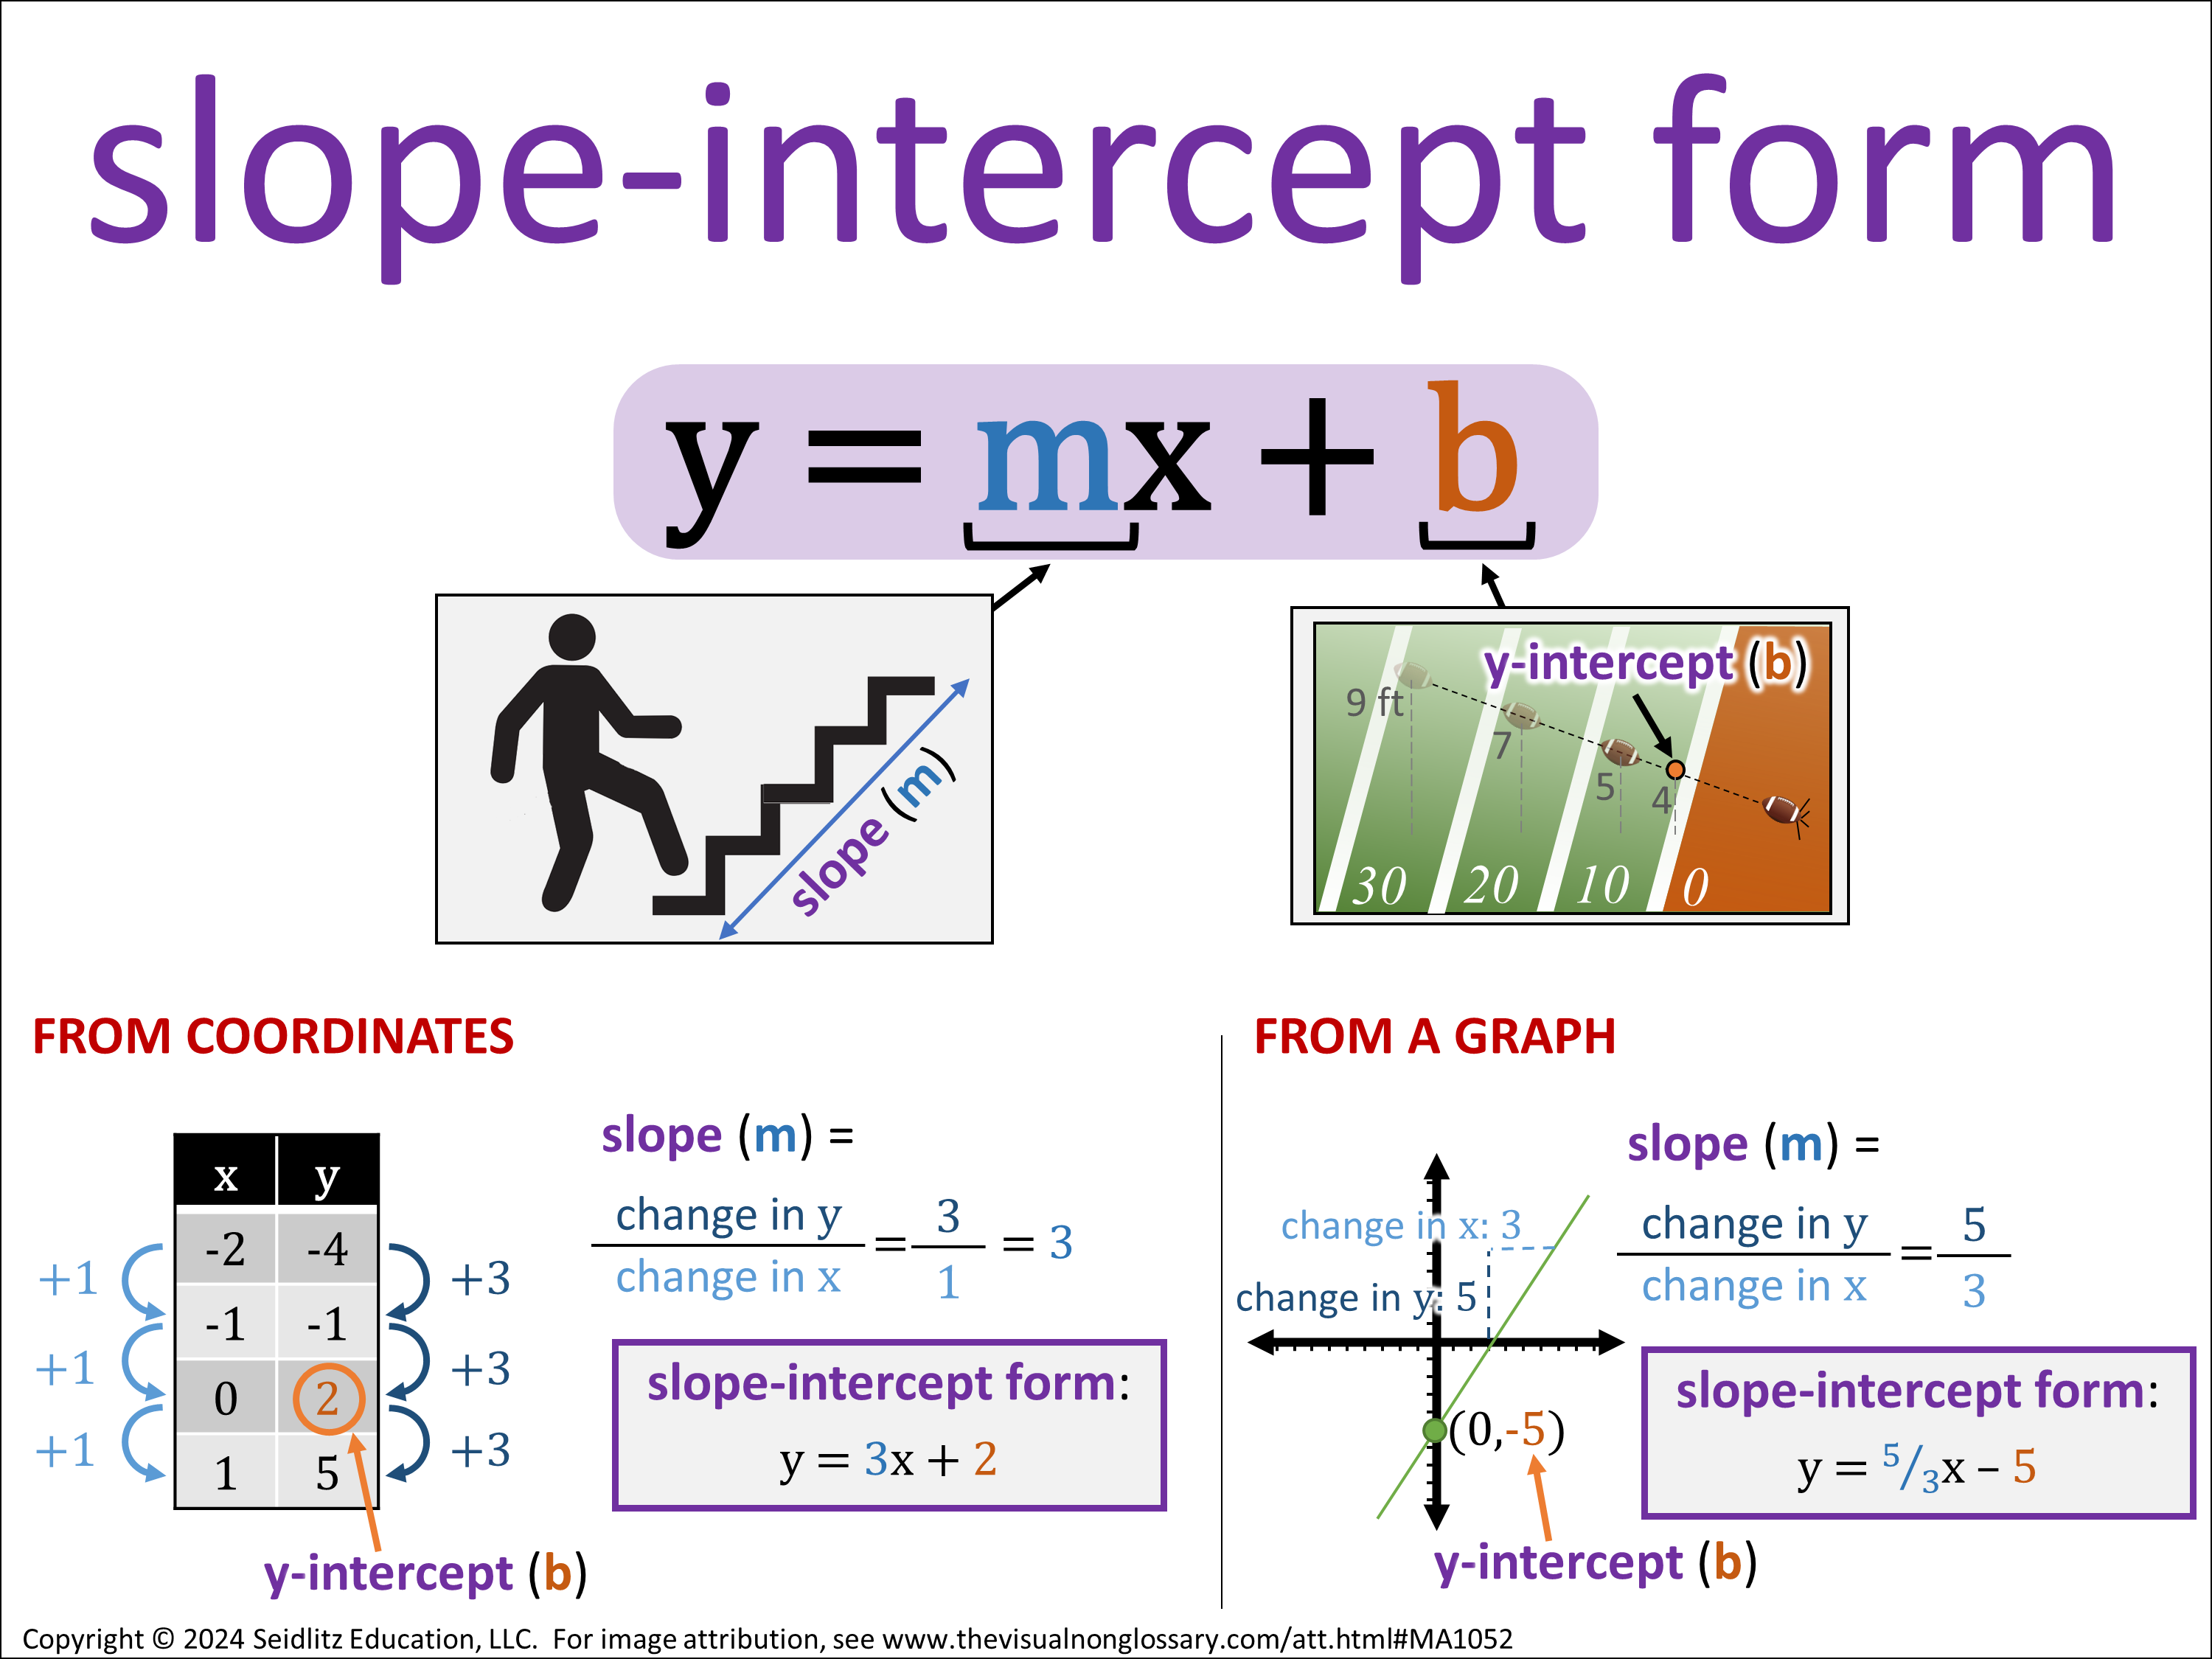 slope-intercept form
y = mx + b
slope (m)
y-intercept (b)
9 ft
7
5
4
30 20 10 0
FROM COORDINATES
x y
-2 -4
-1 -1
0 2
1 5
+1
+1
+1
+3
+3
+3
y-intercept (b)
slope (m) =
change in y
change in x
= 3
1
= 3
slope-intercept form:
y = 3x + 2
FROM A GRAPH
change in x: 3
change in y: 5
(0,-5)
y-intercept (b)
slope (m) =
change in y
change in x
= 5
3
slope-intercept form:
y = 5/3x – 5
Copyright © 2024 Seidlitz Education, LLC. For image attribution, see www.thevisualnonglossary.com/att.html#MA1052